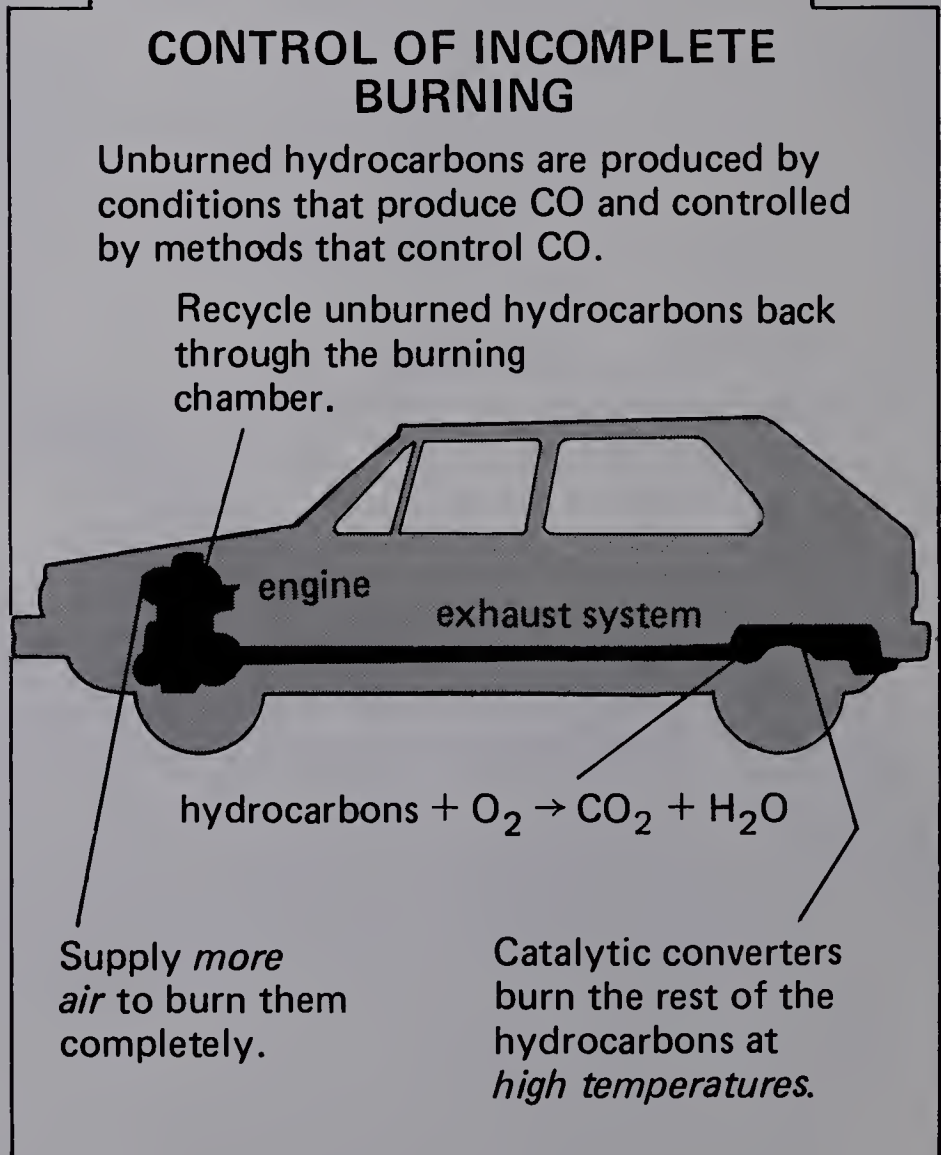 CONTROL OF INCOMPLETE
BURNING
Unburned hydrocarbons are produced by
conditions that produce CO and controlled
by methods that control CO.
Recycle unburned hydrocarbons back
through the burning
chamber.
engine
exhaust system
hydrocarbons + O₂ → CO₂ + H₂O
Supply more
air to burn them
completely.
Catalytic converters
burn the rest of the
hydrocarbons at
high temperatures.